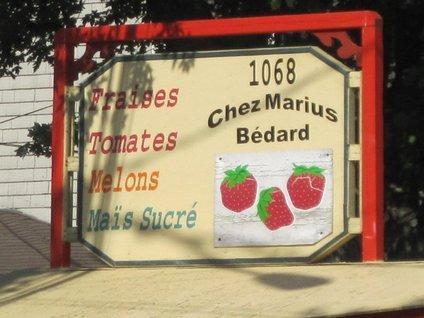 Fraises
Tomates
Melons
Maïs Sucré
1068
Chez Marius
Bédard